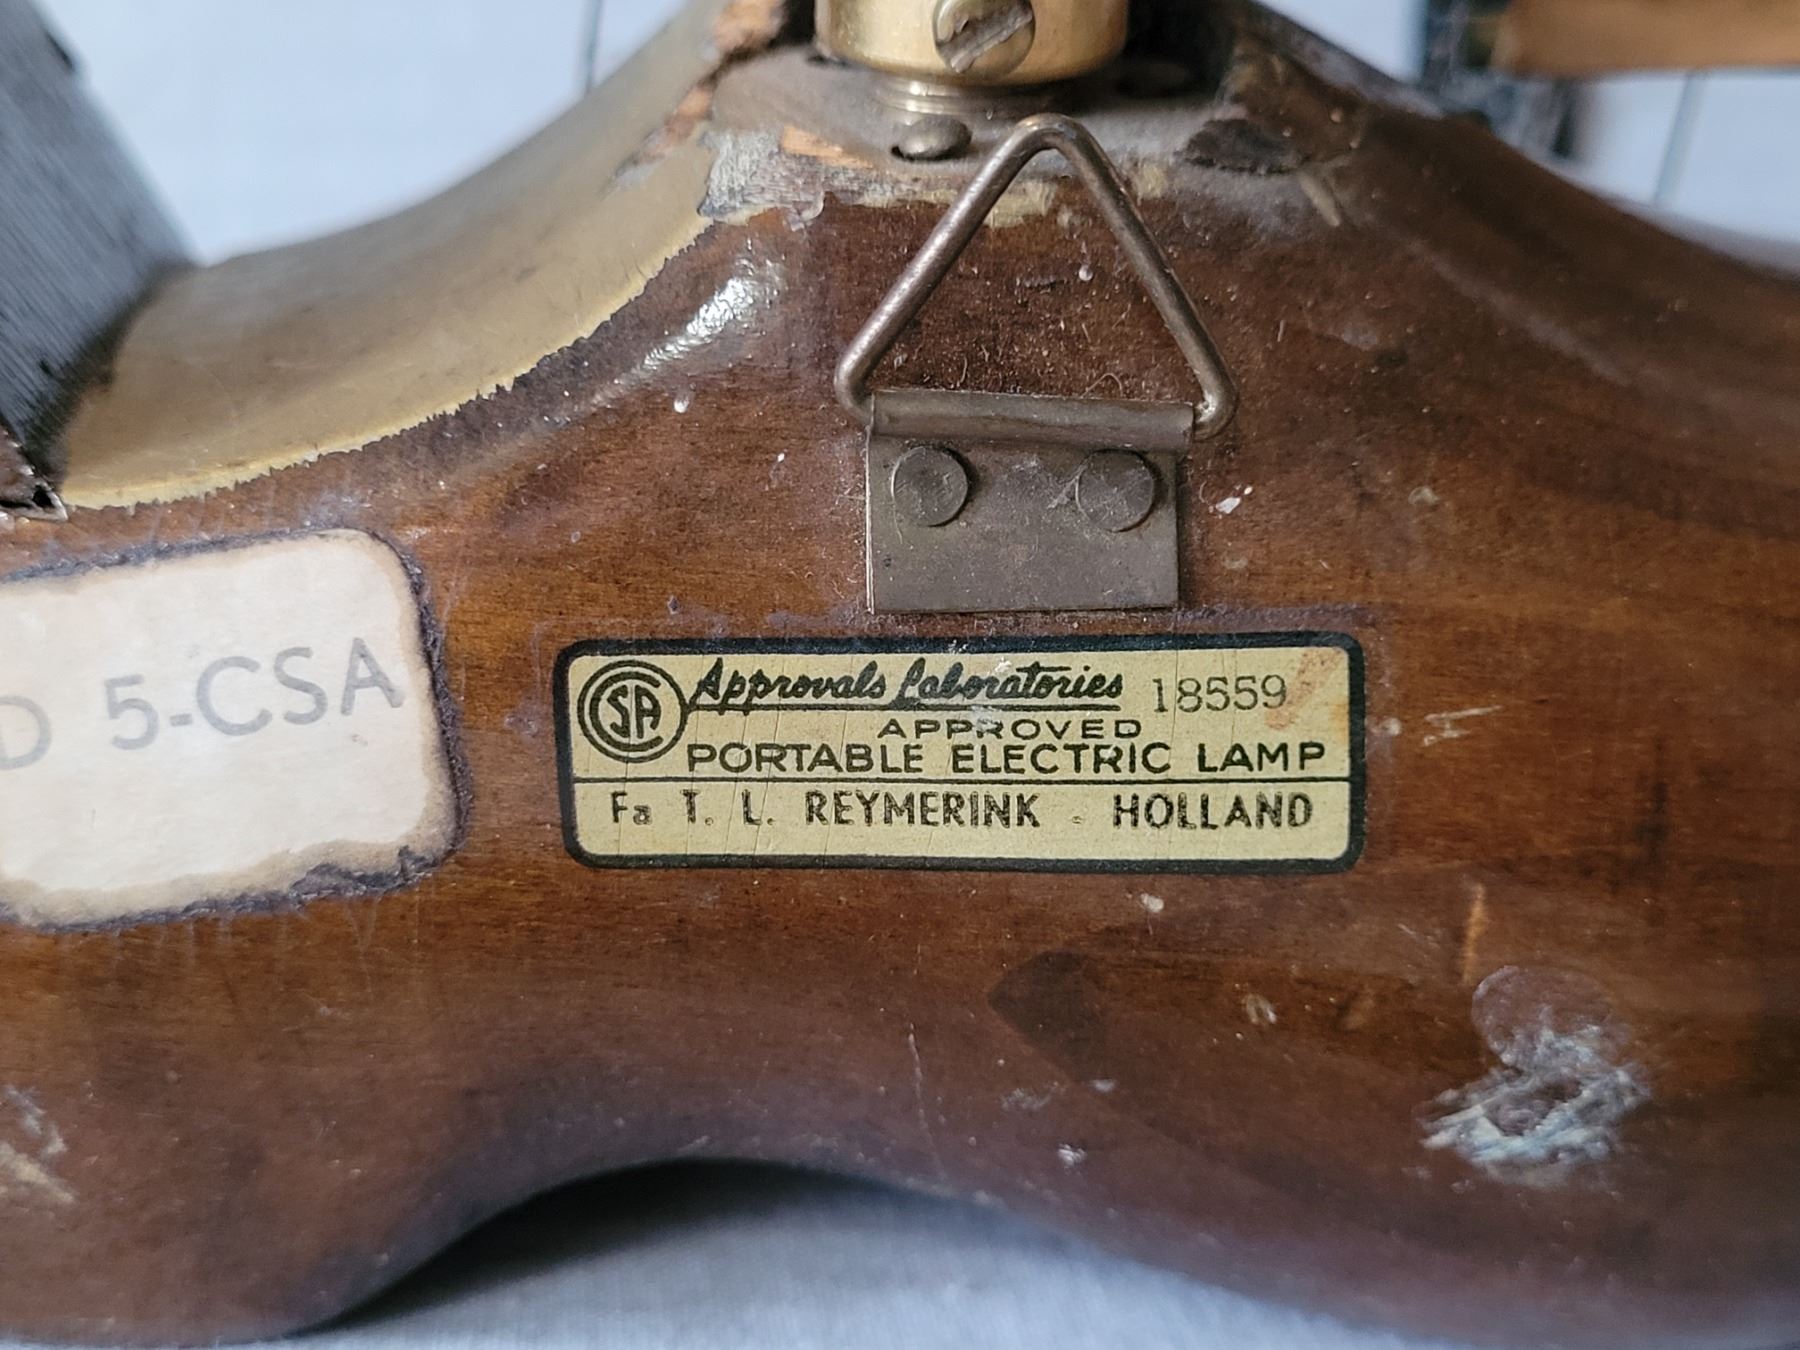 D 5-CSA
CSA Approvals Laboratories 18559
APPROVED
PORTABLE ELECTRIC LAMP
Fa T. L. REYMERINK . HOLLAND